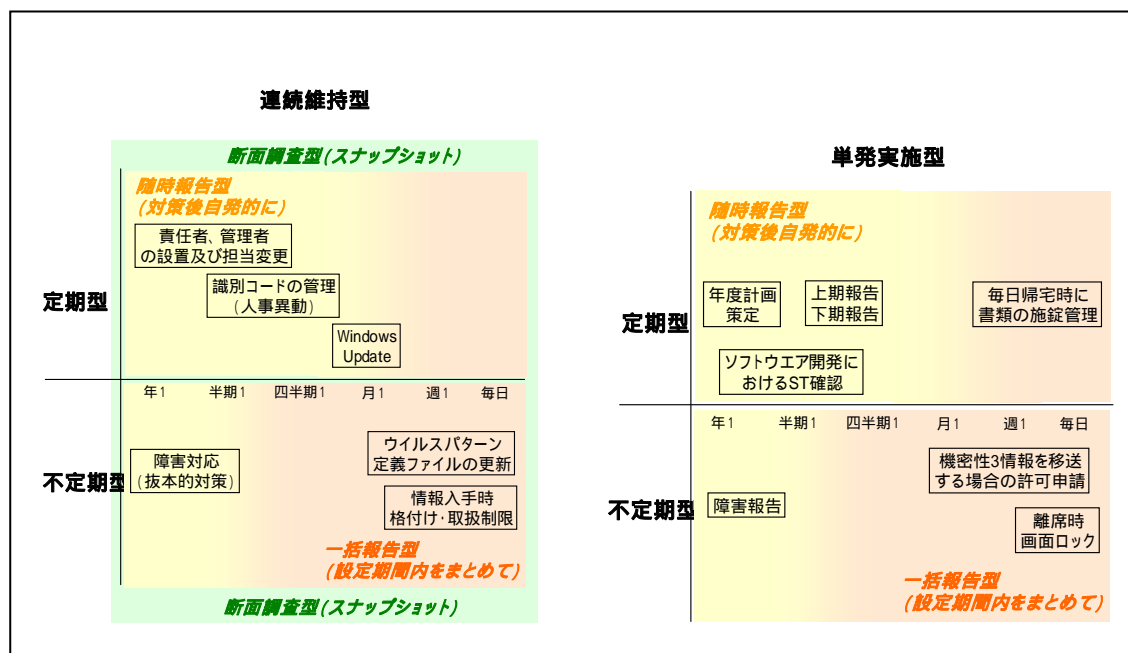 連続維持型
断面調査型(スナップショット)
随時報告型
(対策後自発的に)
責任者、管理者
の設置及び担当変更
識別コードの管理
(人事異動)
Windows
Update
定期型
年1 半期1 四半期1 月1 週1 毎日
不定期型
障害対応
(抜本的対策)
ウイルスパターン
定義ファイルの更新
情報入手時
格付け・取扱制限
一括報告型
(設定期間内をまとめて)
断面調査型(スナップショット)
単発実施型
随時報告型
(対策後自発的に)
定期型
年度計画
策定
上期報告
下期報告
毎日帰宅時に
書類の施錠管理
ソフトウエア開発に
おけるST確認
年1 半期1 四半期1 月1 週1 毎日
不定期型
障害報告
機密性3情報を移送
する場合の許可申請
離席時
画面ロック
一括報告型
(設定期間内をまとめて)